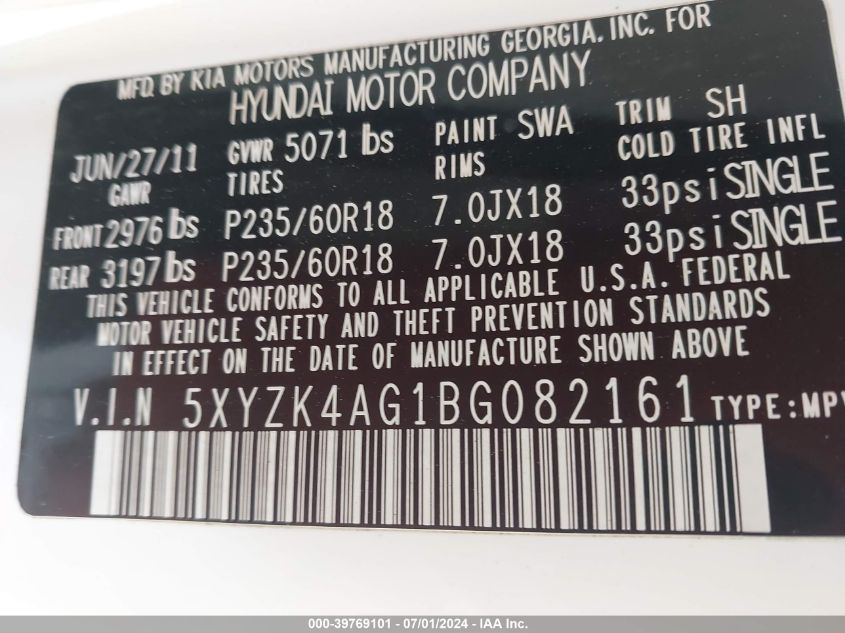 MFD. BY KIA MOTORS MANUFACTURING GEORGIA. INC. FOR
HYUNDAI MOTOR COMPANY
JUN/27/11 GVWR 5071 lbs PAINT SWA TRIM SH
GAWR TIRES RIMS COLD TIRE INFL
FRONT 2976 lbs P235/60R18 7.0JX18 33psi SINGLE
REAR 3197 lbs P235/60R18 7.0JX18 33psi SINGLE
THIS VEHICLE CONFORMS TO ALL APPLICABLE U.S.A. FEDERAL
MOTOR VEHICLE SAFETY AND THEFT PREVENTION STANDARDS
IN EFFECT ON THE DATE OF MANUFACTURE SHOWN ABOVE
V.I.N 5XYZK4AG1BG082161 TYPE:MPV
000-39769101 - 07/01/2024 - IAA Inc.